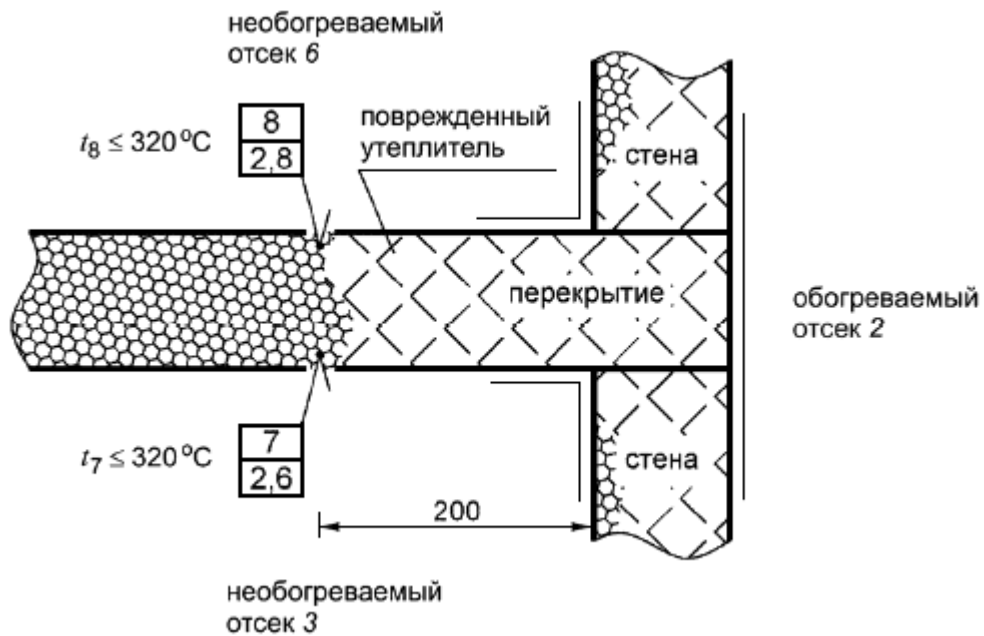 необогреваемый
отсек 6
8
t8 ≤ 320 °C
2,8
поврежденный
утеплитель
стена
перекрытие
обогреваемый
отсек 2
7
t7 ≤ 320 °C
2,6
стена
200
необогреваемый
отсек 3